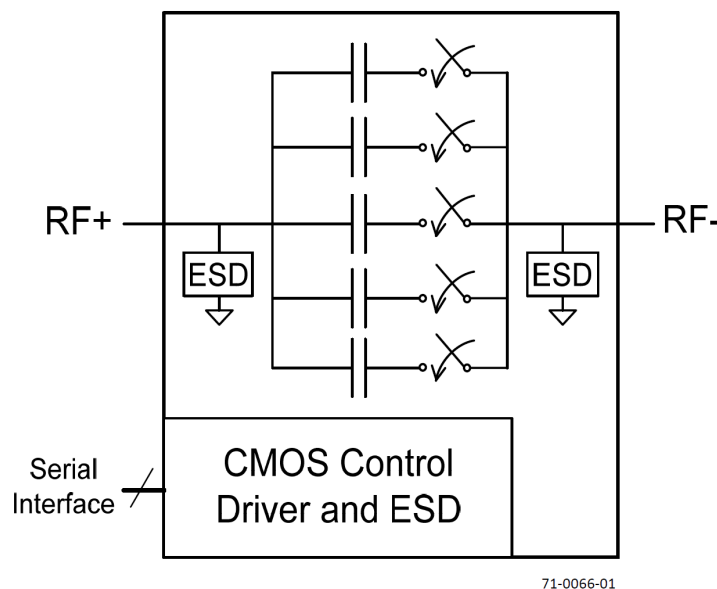 RF+
RF-
ESD
ESD
Serial
Interface
CMOS Control
Driver and ESD
71-0066-01